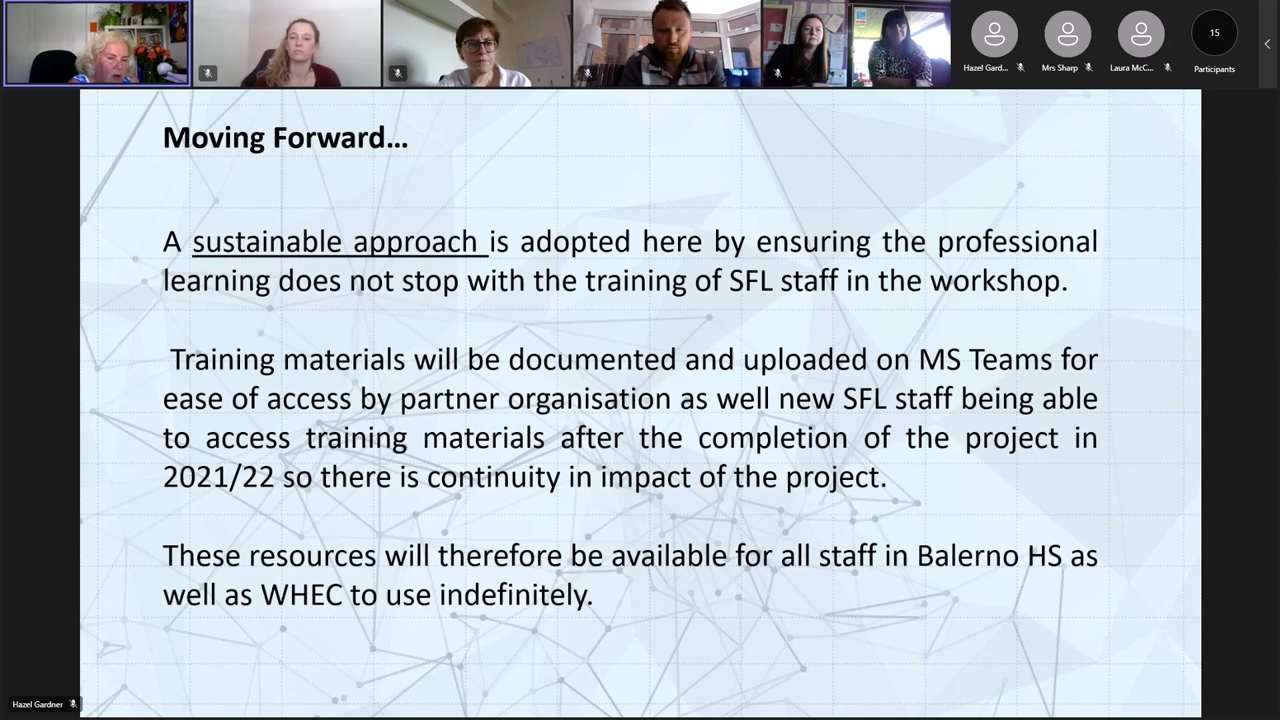 Hazel Gard...
Mrs Sharp
Laura McC...
15
Participants
Moving Forward...
A sustainable approach is adopted here by ensuring the professional
learning does not stop with the training of SFL staff in the workshop.
Training materials will be documented and uploaded on MS Teams for
ease of access by partner organisation as well new SFL staff being able
to access training materials after the completion of the project in
2021/22 so there is continuity in impact of the project.
These resources will therefore be available for all staff in Balerno HS as
well as WHEC to use indefinitely.
Hazel Gardner